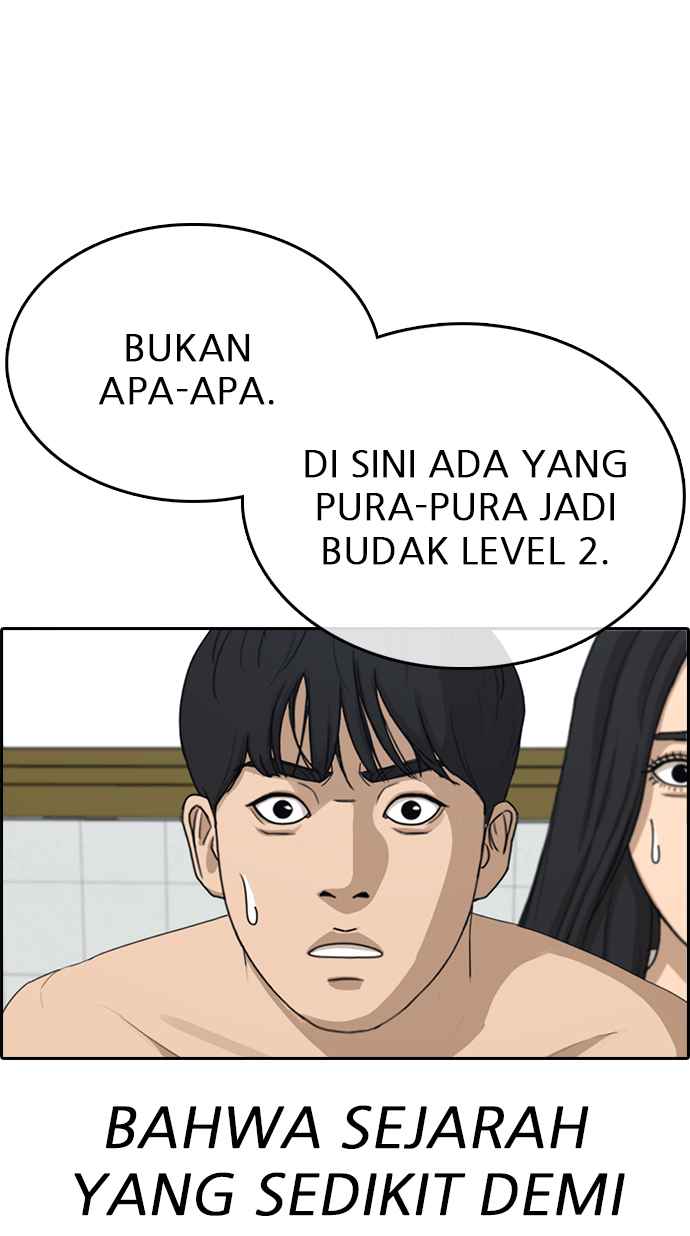 BUKAN
APA-APA.
DI SINI ADA YANG
PURA-PURA JADI
BUDAK LEVEL 2.
BAHWA SEJARAH
YANG SEDIKIT DEMI